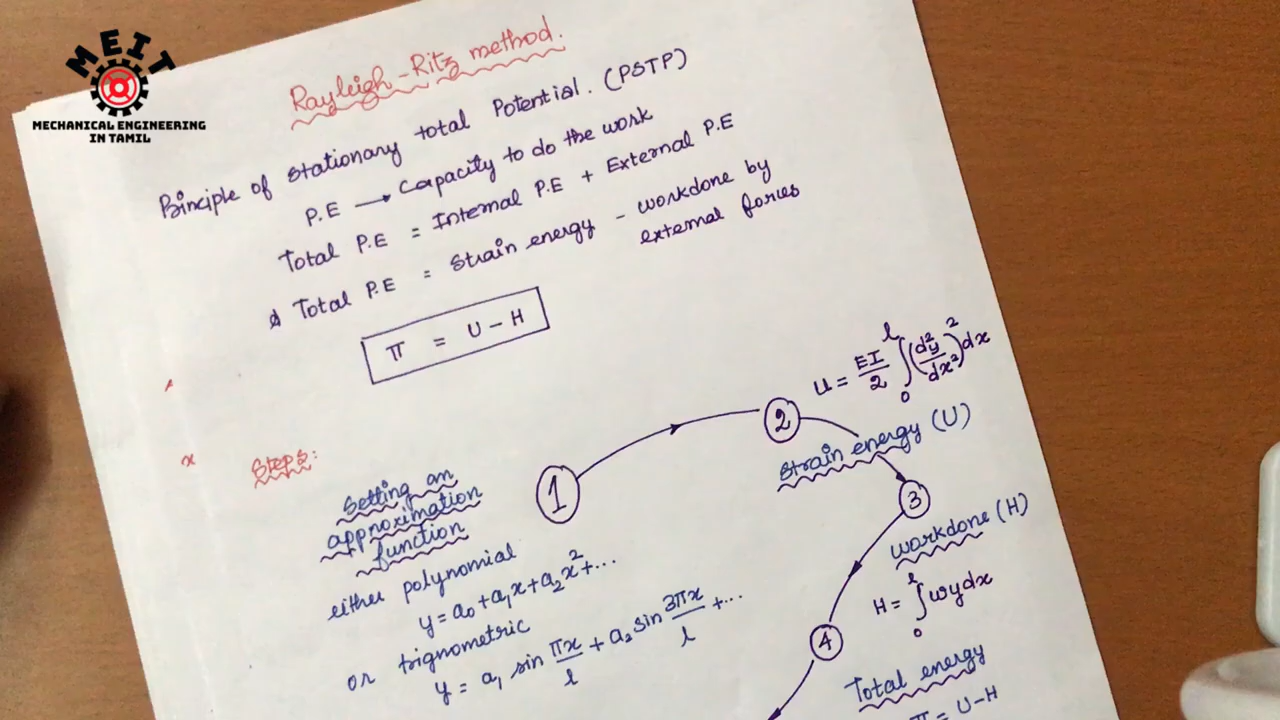 MEIT
MECHANICAL ENGINEERING
IN TAMIL
Rayleigh-Ritz method.
Principle of stationary total Potential. (PSTP)
P.E → Capacity to do the work
Total P.E = Internal P.E + External P.E
Total P.E = Strain energy - workdone by
external forces
π = U - H
Steps:
Setting an
approximation
function
either polynomial
y = a₀ + a₁x + a₂x² + ...
or trignometric
y = a₁ sin πx/l + a₂ sin 3πx/l + ...
1
2
U = EI/2 ∫₀ˡ (d²y/dx²)² dx
Strain energy (U)
3
workdone (H)
H = ∫₀ˡ wy dx
4
Total energy
π = U - H